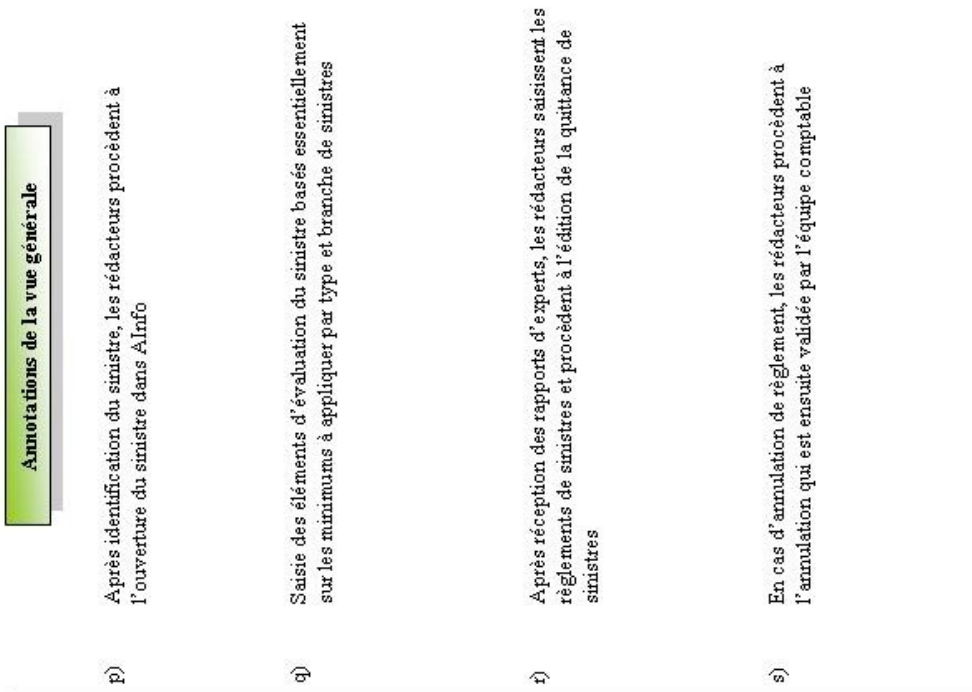 Annotations de la vue générale
p) Après identification du sinistre, les rédacteurs procèdent à
l'ouverture du sinistre dans AInfo
q) Saisie des éléments d'évaluation du sinistre basés essentiellement
sur les minimums à appliquer par type et branche de sinistres
r) Après réception des rapports d'experts, les rédacteurs saisissent les
règlements de sinistres et procèdent à l'édition de la quittance de
sinistres
s) En cas d'annulation de règlement, les rédacteurs procèdent à
l'annulation qui est ensuite validée par l'équipe comptable